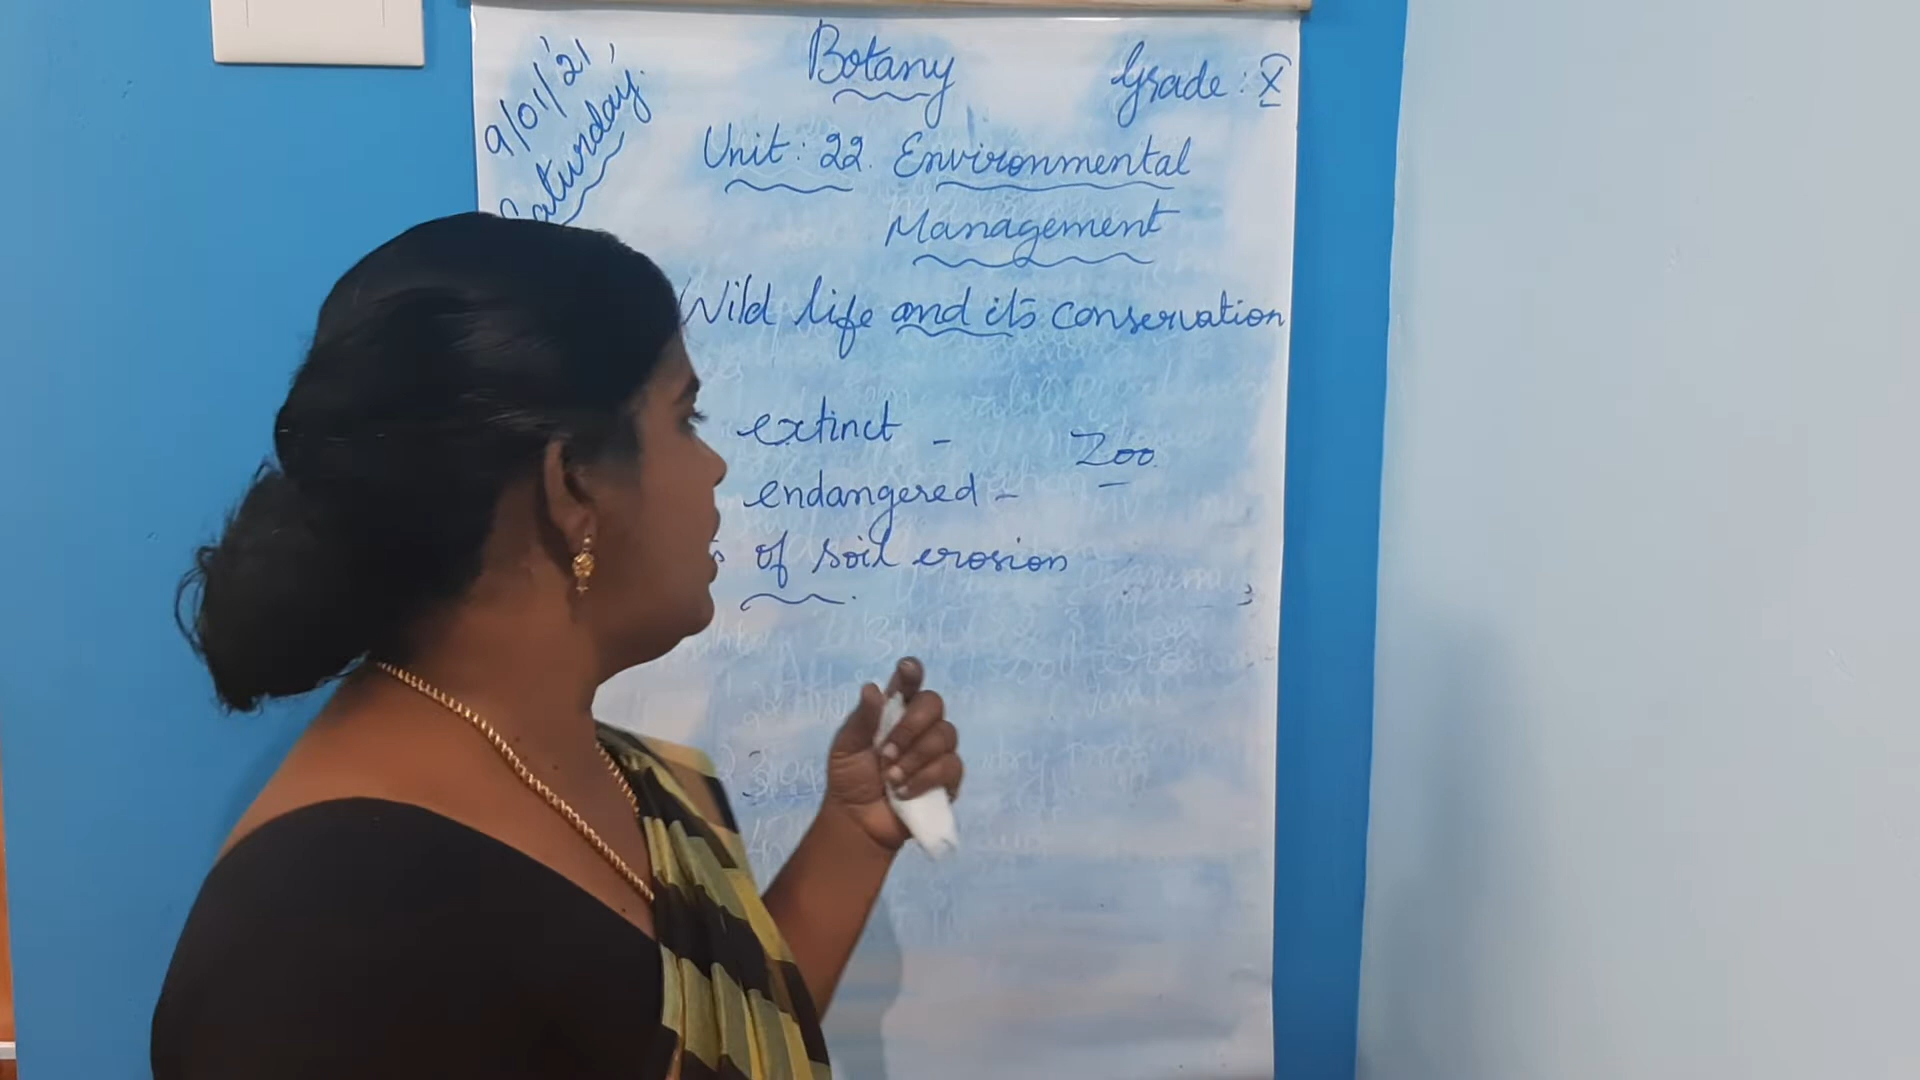 9/01/'21,
Saturday.
Botany
Grade: X
Unit: 22. Environmental
Management
Wild life and its conservation
extinct -
Zoo
endangered -
of soil erosion